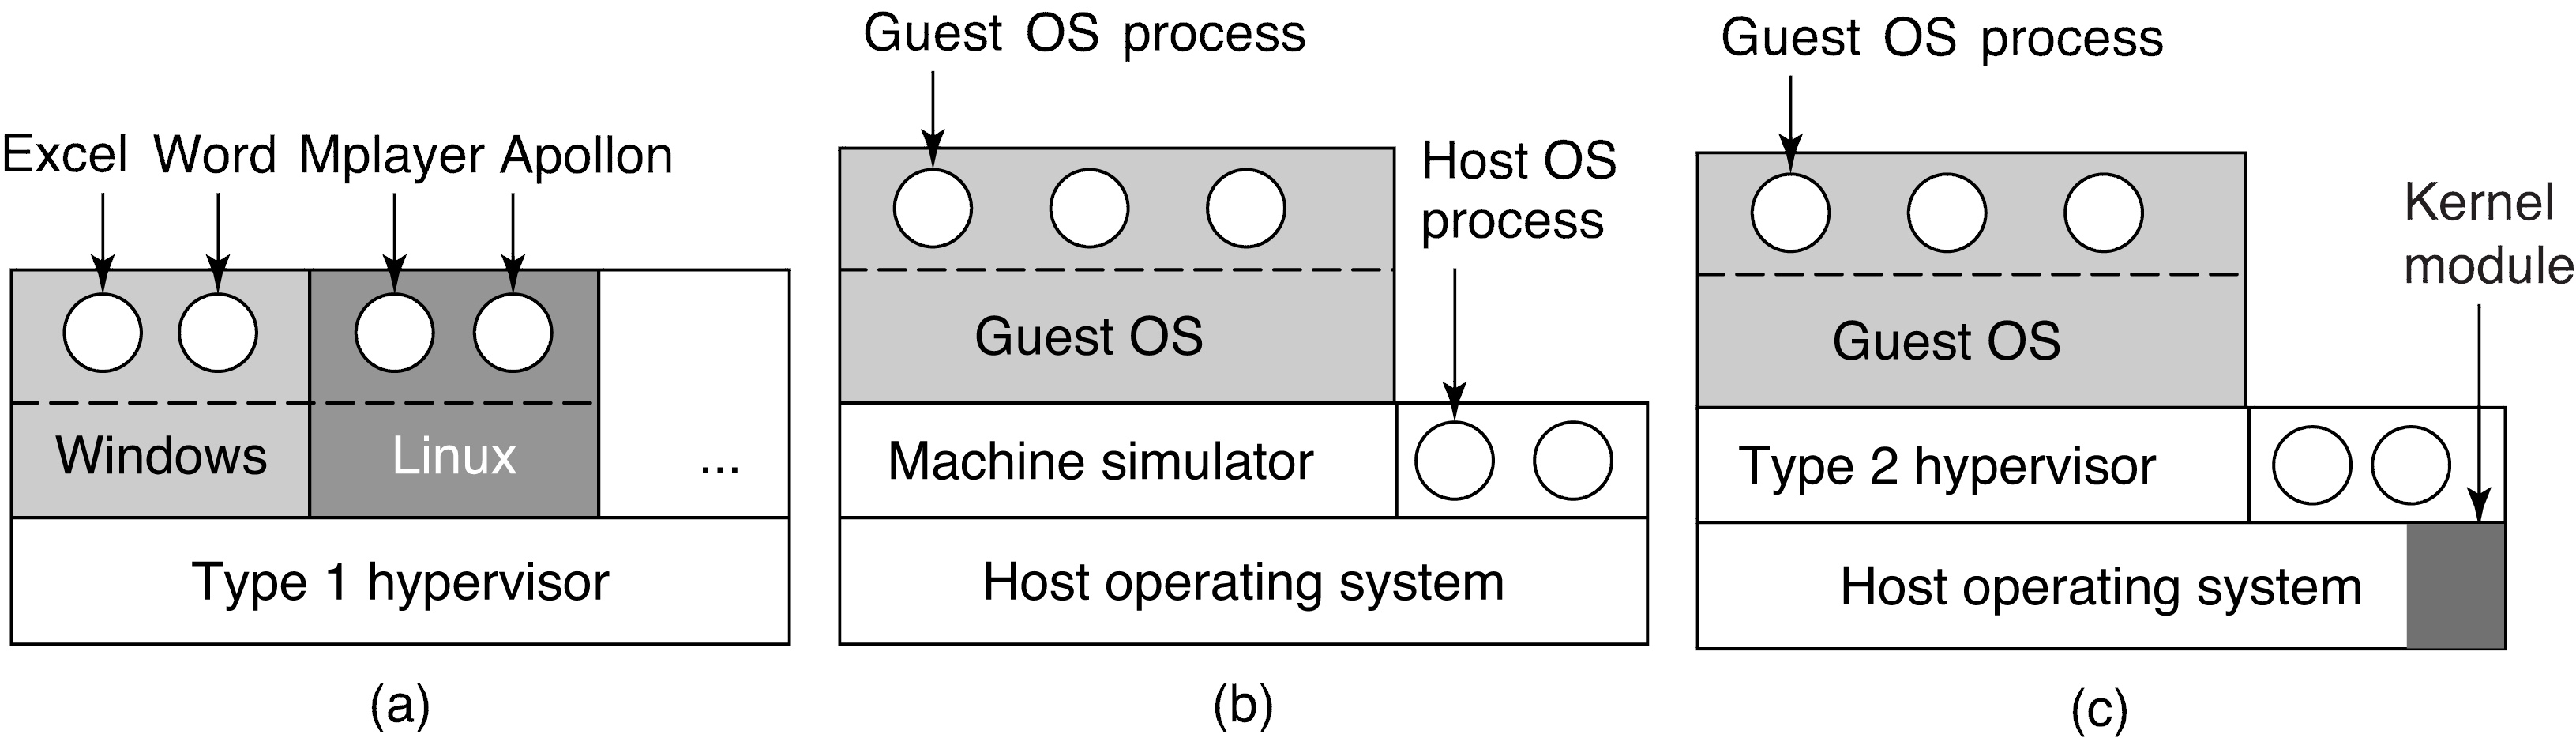 Excel Word Mplayer Apollon
Windows
Linux
...
Type 1 hypervisor
(a)
Guest OS process
Host OS
process
Guest OS
Machine simulator
Host operating system
(b)
Guest OS process
Kernel
module
Guest OS
Type 2 hypervisor
Host operating system
(c)